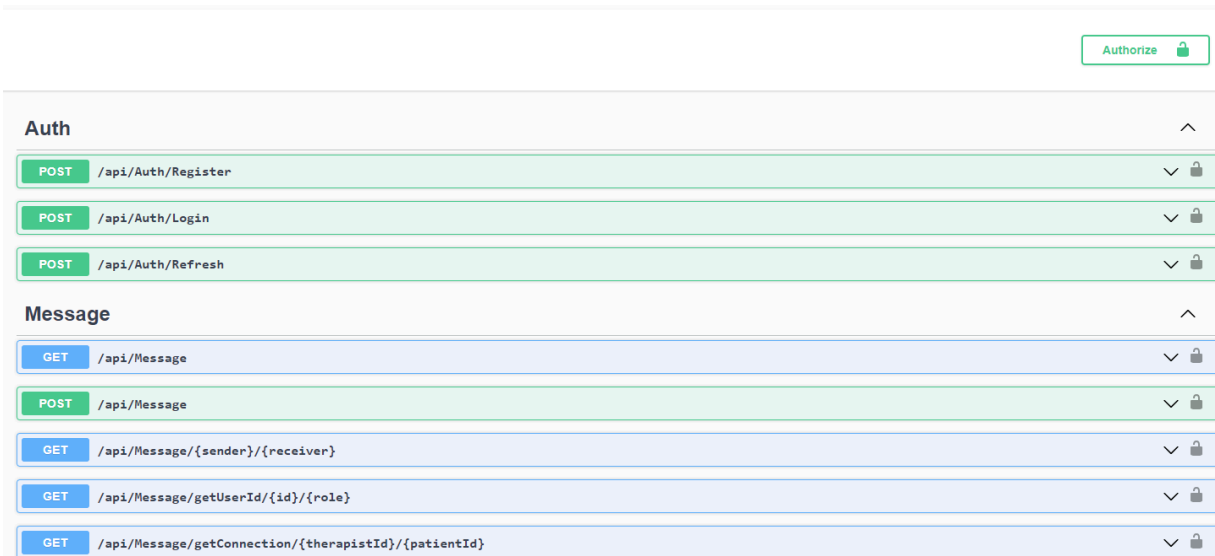 Authorize
Auth
POST /api/Auth/Register
POST /api/Auth/Login
POST /api/Auth/Refresh
Message
GET /api/Message
POST /api/Message
GET /api/Message/{sender}/{receiver}
GET /api/Message/getUserId/{id}/{role}
GET /api/Message/getConnection/{therapistId}/{patientId}